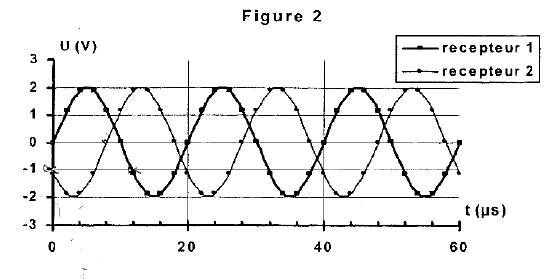 Figure 2
U (V)
recepteur 1
recepteur 2
3
2
1
0
-1
-2
-3
t (µs)
0 20 40 60